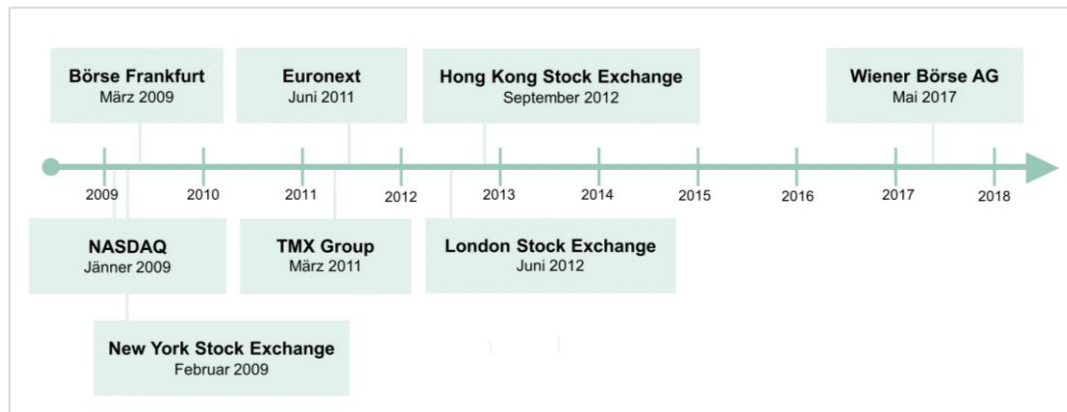 Börse Frankfurt
März 2009
Euronext
Juni 2011
Hong Kong Stock Exchange
September 2012
Wiener Börse AG
Mai 2017
2009
2010
2011
2012
2013
2014
2015
2016
2017
2018
NASDAQ
Jänner 2009
TMX Group
März 2011
London Stock Exchange
Juni 2012
New York Stock Exchange
Februar 2009